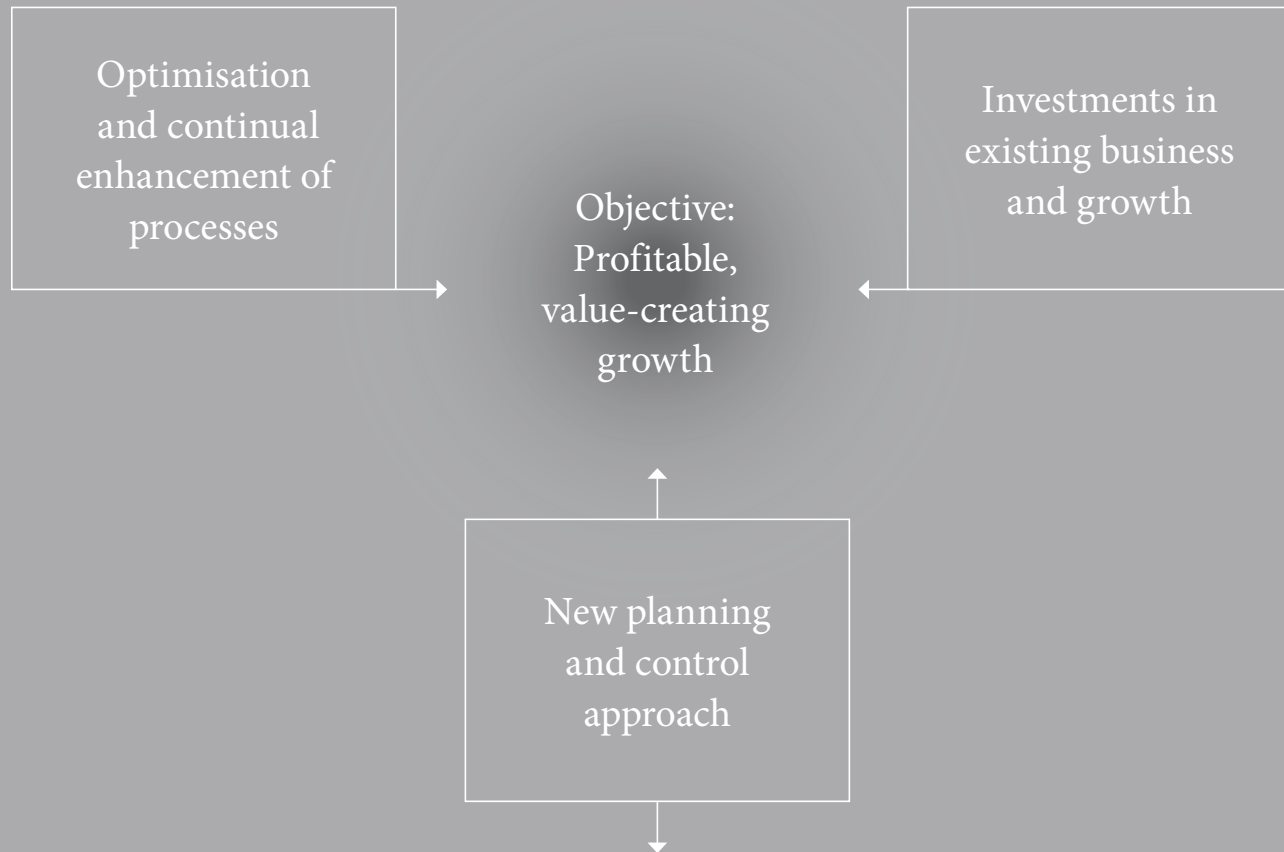 Optimisation
and continual
enhancement of
processes
Objective:
Profitable,
value-creating
growth
Investments in
existing business
and growth
New planning
and control
approach